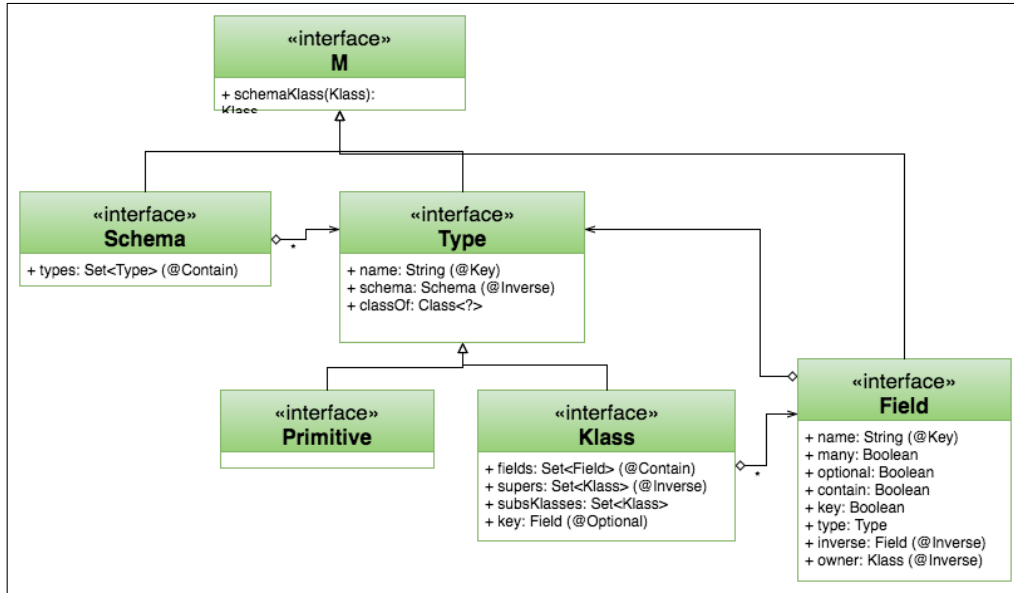 «interface»
M
+ schemaKlass(Klass):
Klass
«interface»
Schema
+ types: Set<Type> (@Contain)
*
«interface»
Type
+ name: String (@Key)
+ schema: Schema (@Inverse)
+ classOf: Class<?>
«interface»
Primitive
«interface»
Klass
+ fields: Set<Field> (@Contain)
+ supers: Set<Klass> (@Inverse)
+ subsKlasses: Set<Klass>
+ key: Field (@Optional)
*
«interface»
Field
+ name: String (@Key)
+ many: Boolean
+ optional: Boolean
+ contain: Boolean
+ key: Boolean
+ type: Type
+ inverse: Field (@Inverse)
+ owner: Klass (@Inverse)